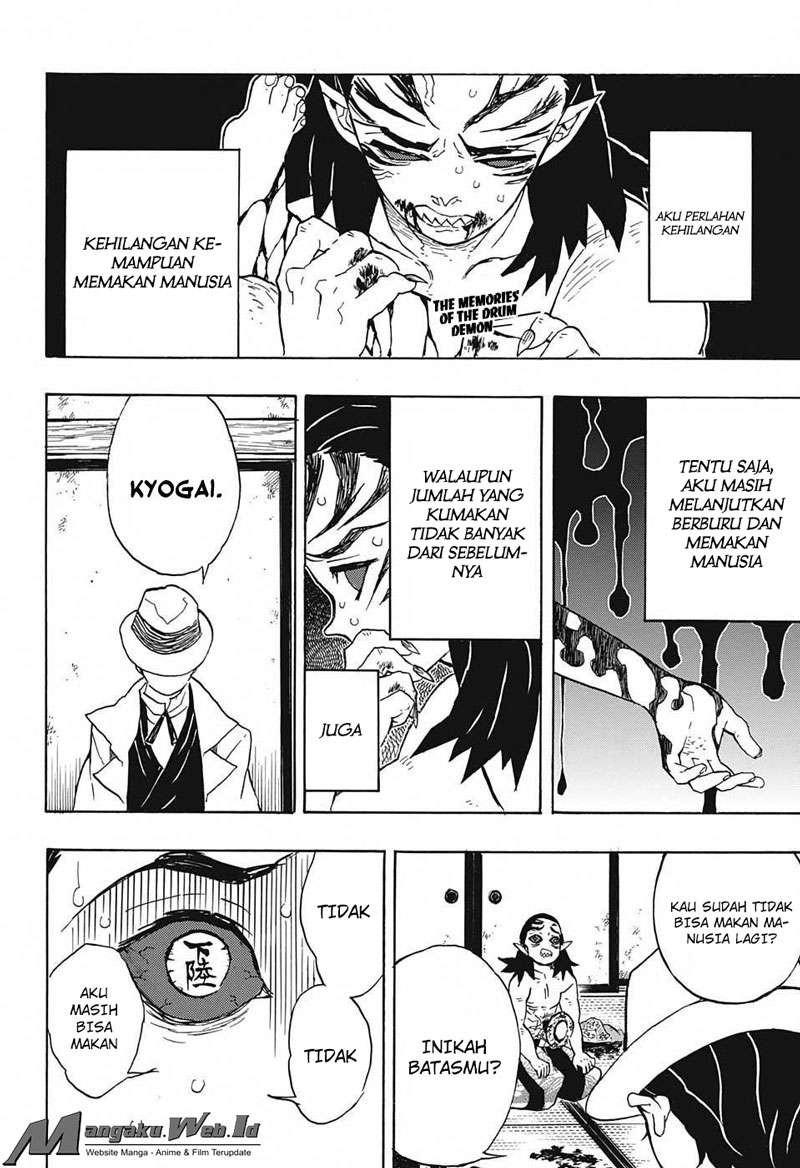 AKU PERLAHAN
KEHILANGAN
KEHILANGAN KE-
MAMPUAN
MEMAKAN MANUSIA
THE MEMORIES
OF THE DRUM
DEMON
TENTU SAJA,
AKU MASIH
MELANJUTKAN
BERBURU DAN
MEMAKAN
MANUSIA
WALAUPUN
JUMLAH YANG
KUMAKAN
TIDAK BANYAK
DARI SEBELUM-
NYA
JUGA
KYOGAI.
KAU SUDAH TIDAK
BISA MAKAN MA-
NUSIA LAGI?
INIKAH
BATASMU?
TIDAK
TIDAK
下陸
AKU
MASIH
BISA
MAKAN
Mangaku.Web.Id
Website Manga - Anime & Film Terupdate